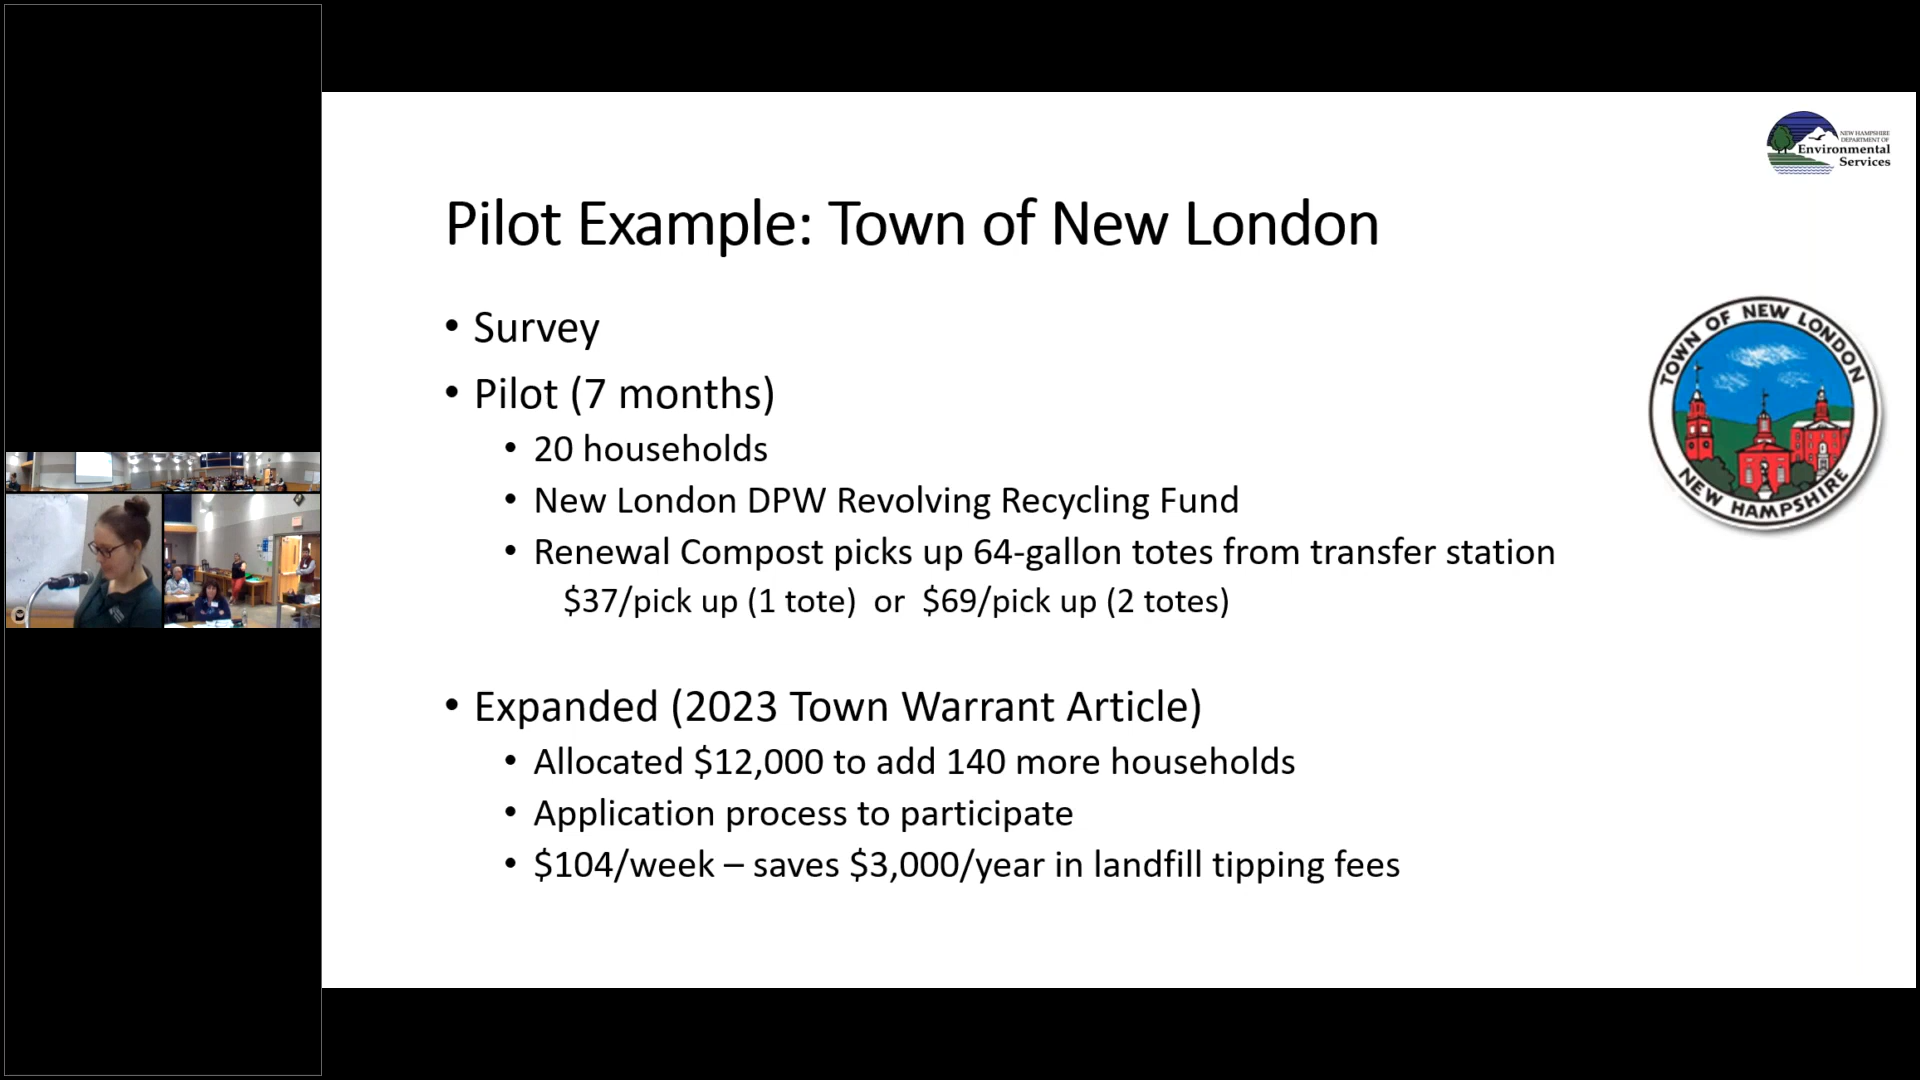 NEW HAMPSHIRE
DEPARTMENT OF
Environmental
Services
Pilot Example: Town of New London
• Survey
• Pilot (7 months)
• 20 households
• New London DPW Revolving Recycling Fund
• Renewal Compost picks up 64-gallon totes from transfer station
$37/pick up (1 tote) or $69/pick up (2 totes)
• Expanded (2023 Town Warrant Article)
• Allocated $12,000 to add 140 more households
• Application process to participate
• $104/week – saves $3,000/year in landfill tipping fees
TOWN OF NEW LONDON
NEW HAMPSHIRE